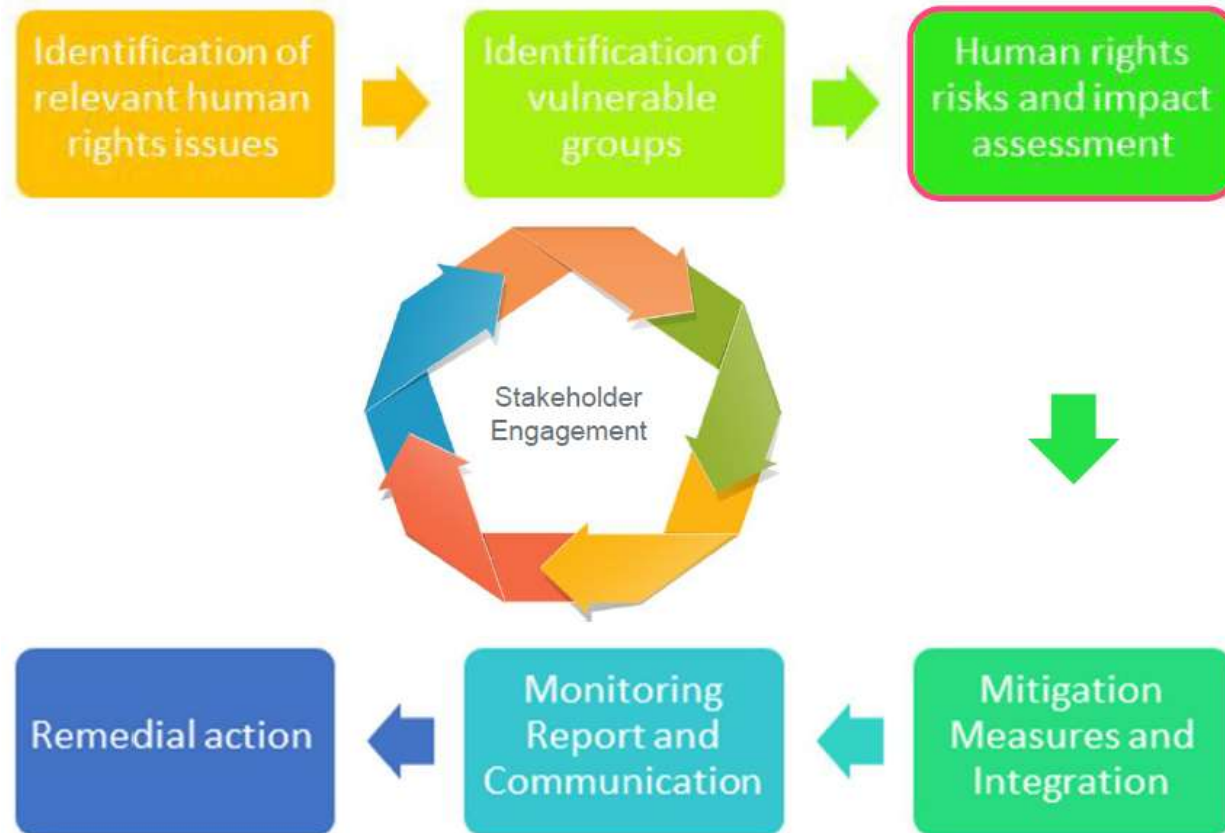 Identification of
relevant human
rights issues
Identification of
vulnerable
groups
Human rights
risks and impact
assessment
Stakeholder
Engagement
Remedial action
Monitoring
Report and
Communication
Mitigation
Measures and
Integration